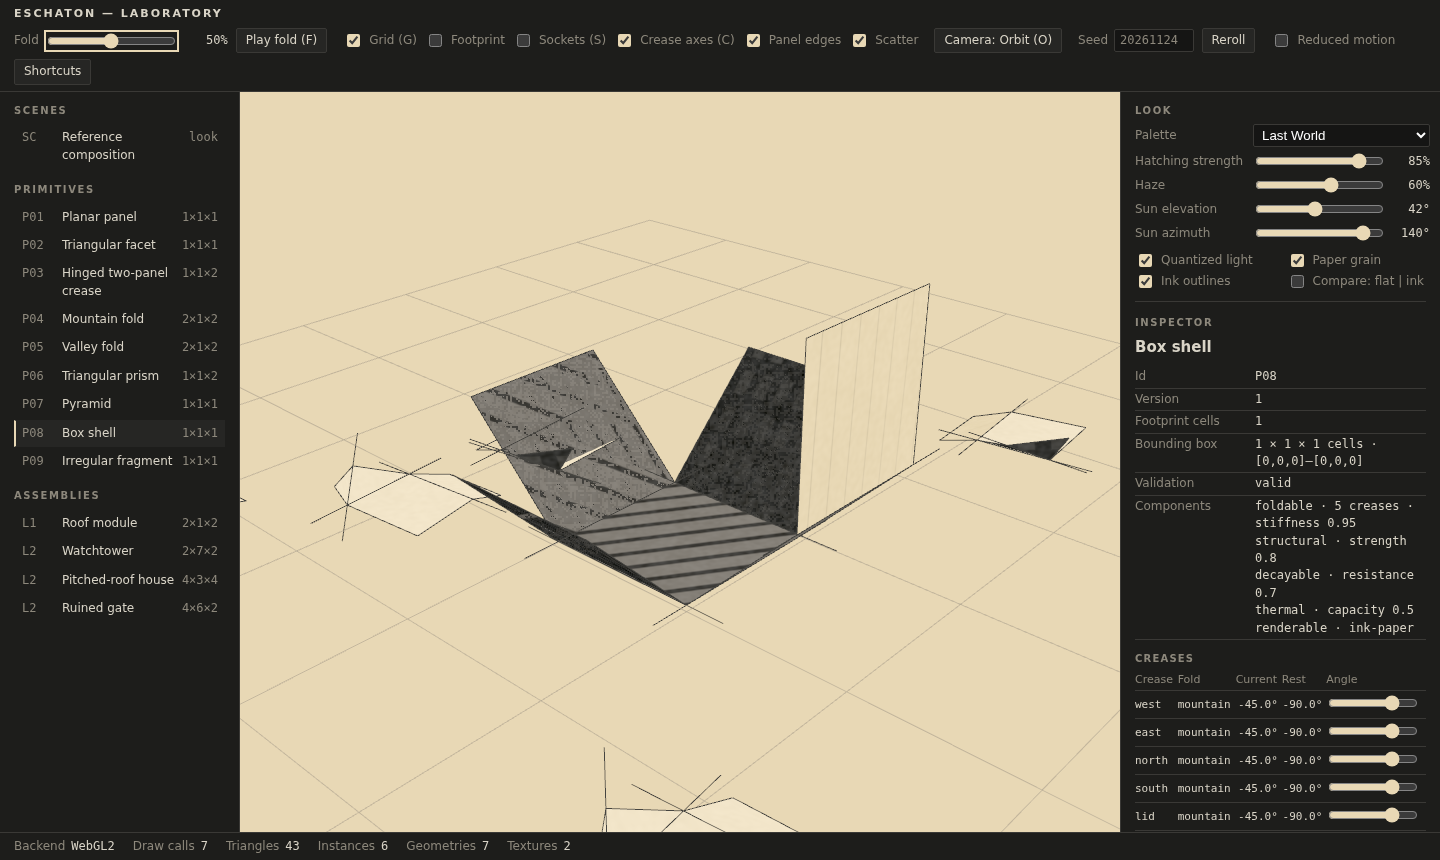 ESCHATON — LABORATORY
Fold 50% Play fold (F) Grid (G) Footprint Sockets (S) Crease axes (C) Panel edges Scatter Camera: Orbit (O) Seed 20261124 Reroll Reduced motion
Shortcuts
SCENES
SC Reference composition look
PRIMITIVES
P01 Planar panel 1×1×1
P02 Triangular facet 1×1×1
P03 Hinged two-panel crease 1×1×2
P04 Mountain fold 2×1×2
P05 Valley fold 2×1×2
P06 Triangular prism 1×1×2
P07 Pyramid 1×1×1
P08 Box shell 1×1×1
P09 Irregular fragment 1×1×1
ASSEMBLIES
L1 Roof module 2×1×2
L2 Watchtower 2×7×2
L2 Pitched-roof house 4×3×4
L2 Ruined gate 4×6×2
LOOK
Palette Last World
Hatching strength 85%
Haze 60%
Sun elevation 42°
Sun azimuth 140°
Quantized light Paper grain
Ink outlines Compare: flat | ink
INSPECTOR
Box shell
Id P08
Version 1
Footprint cells 1
Bounding box 1 × 1 × 1 cells ·
[0,0,0]–[0,0,0]
Validation valid
Components foldable · 5 creases ·
stiffness 0.95
structural · strength
0.8
decayable · resistance
0.7
thermal · capacity 0.5
renderable · ink-paper
CREASES
Crease Fold Current Rest Angle
west mountain -45.0° -90.0°
east mountain -45.0° -90.0°
north mountain -45.0° -90.0°
south mountain -45.0° -90.0°
lid mountain -45.0° -90.0°
Backend WebGL2 Draw calls 7 Triangles 43 Instances 6 Geometries 7 Textures 2